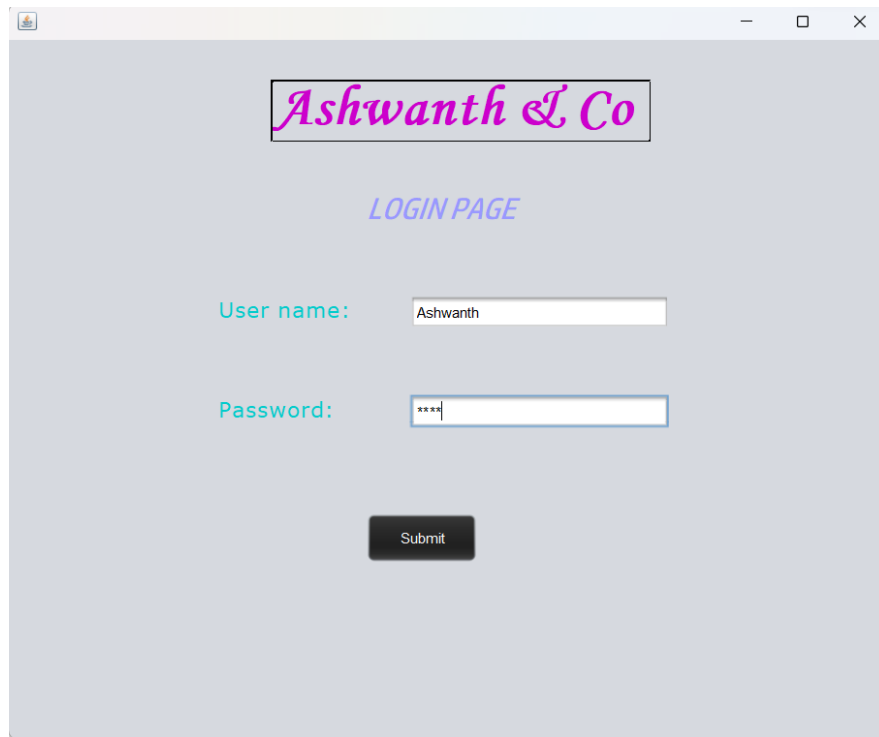 Ashwanth & Co
LOGIN PAGE
User name: Ashwanth
Password: ****
Submit